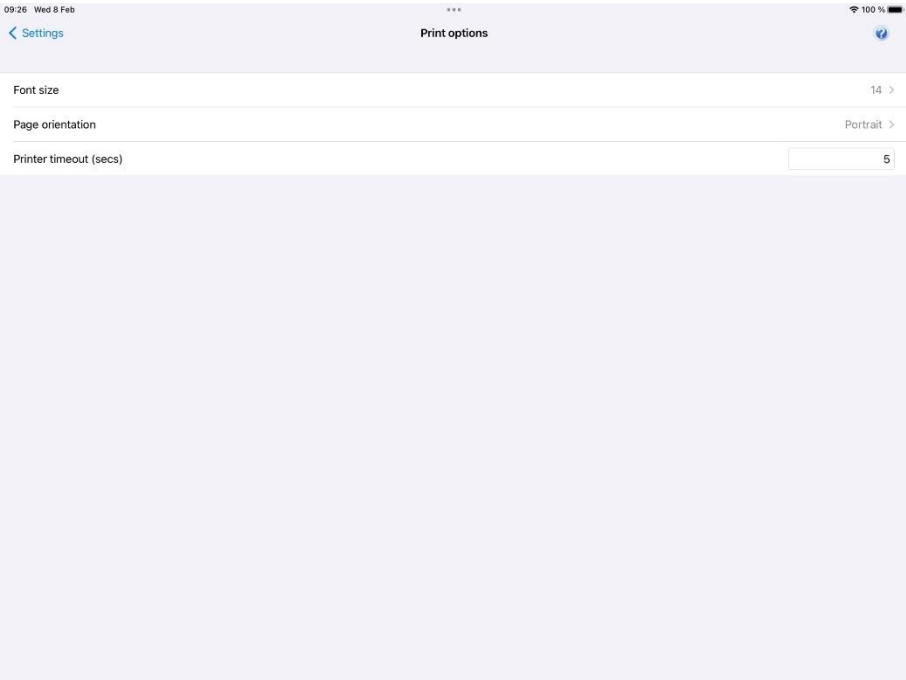 09:26 Wed 8 Feb
100 %
Settings
Print options
?
Font size
14
Page orientation
Portrait
Printer timeout (secs)
5